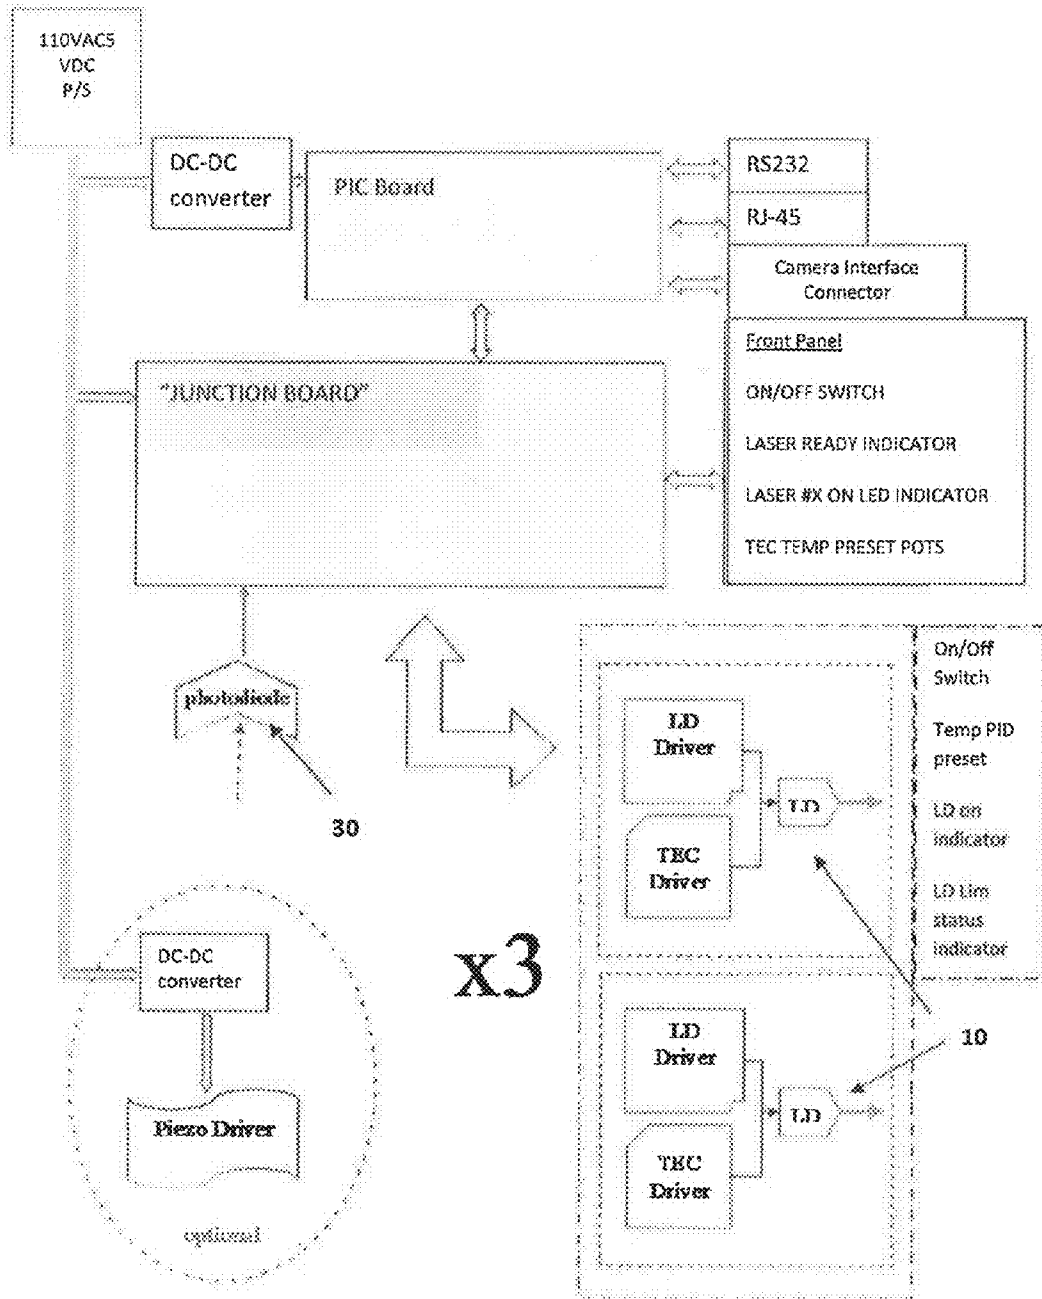 110VAC5
VDC
P/S
DC-DC
converter
PIC Board
RS232
RJ-45
Camera Interface
Connector
Front Panel
ON/OFF SWITCH
LASER READY INDICATOR
LASER #X ON LED INDICATOR
TEC TEMP PRESET POTS
"JUNCTION BOARD"
photodiode
30
On/Off
Switch
Temp PID
preset
LD on
indicator
LD Lim
status
indicator
LD
Driver
LD
TEC
Driver
x3
10
LD
Driver
LD
TEC
Driver
DC-DC
converter
Piezo Driver
optional